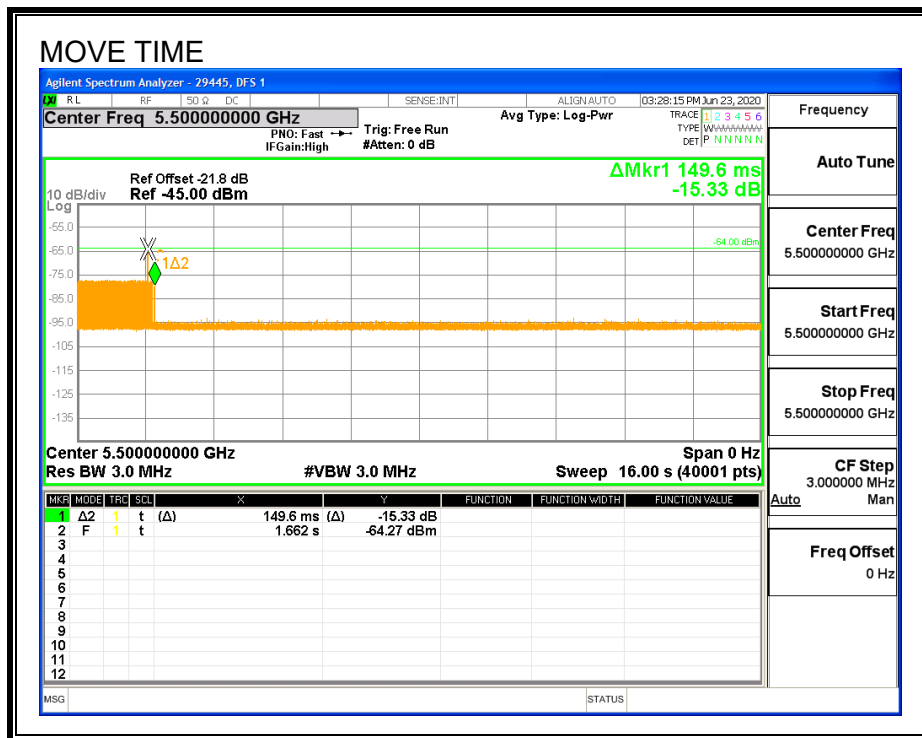 MOVE TIME
Agilent Spectrum Analyzer - 29445, DFS 1
LXI RL RF 50 Ω DC SENSE:INT ALIGN AUTO 03:28:15 PM Jun 23, 2020
Center Freq 5.500000000 GHz
PNO: Fast
IFGain:High
Trig: Free Run
#Atten: 0 dB
Avg Type: Log-Pwr
TRACE 1 2 3 4 5 6
TYPE WWWWWWW
DET P N N N N N
Ref Offset -21.8 dB
10 dB/div Ref -45.00 dBm
Log
ΔMkr1 149.6 ms
-15.33 dB
-55.0
-65.0
-75.0
-85.0
-95.0
-105
-115
-125
-135
-64.00 dBm
1Δ2
Center 5.500000000 GHz Span 0 Hz
Res BW 3.0 MHz #VBW 3.0 MHz Sweep 16.00 s (40001 pts)
MKR MODE TRC SCL X Y FUNCTION FUNCTION WIDTH FUNCTION VALUE
1 Δ2 1 t (Δ) 149.6 ms (Δ) -15.33 dB
2 F 1 t 1.662 s -64.27 dBm
3
4
5
6
7
8
9
10
11
12
MSG STATUS
Frequency
Auto Tune
Center Freq
5.500000000 GHz
Start Freq
5.500000000 GHz
Stop Freq
5.500000000 GHz
CF Step
3.000000 MHz
Auto Man
Freq Offset
0 Hz